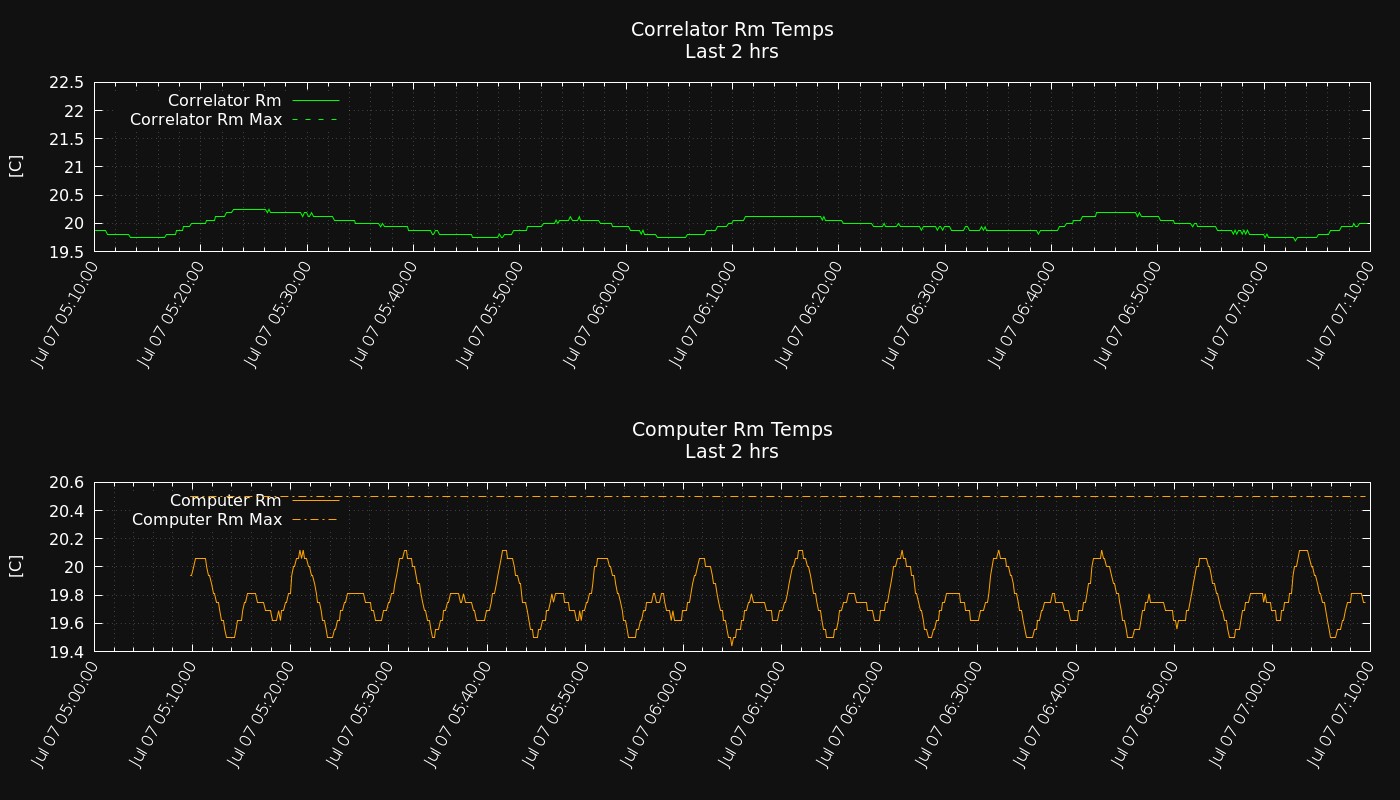 Correlator Rm Temps
Last 2 hrs
22.5
22
21.5
21
20.5
20
19.5
[C]
Correlator Rm
Correlator Rm Max
Jul 07 05:10:00
Jul 07 05:20:00
Jul 07 05:30:00
Jul 07 05:40:00
Jul 07 05:50:00
Jul 07 06:00:00
Jul 07 06:10:00
Jul 07 06:20:00
Jul 07 06:30:00
Jul 07 06:40:00
Jul 07 06:50:00
Jul 07 07:00:00
Jul 07 07:10:00
Computer Rm Temps
Last 2 hrs
20.6
20.4
20.2
20
19.8
19.6
19.4
[C]
Computer Rm
Computer Rm Max
Jul 07 05:00:00
Jul 07 05:10:00
Jul 07 05:20:00
Jul 07 05:30:00
Jul 07 05:40:00
Jul 07 05:50:00
Jul 07 06:00:00
Jul 07 06:10:00
Jul 07 06:20:00
Jul 07 06:30:00
Jul 07 06:40:00
Jul 07 06:50:00
Jul 07 07:00:00
Jul 07 07:10:00